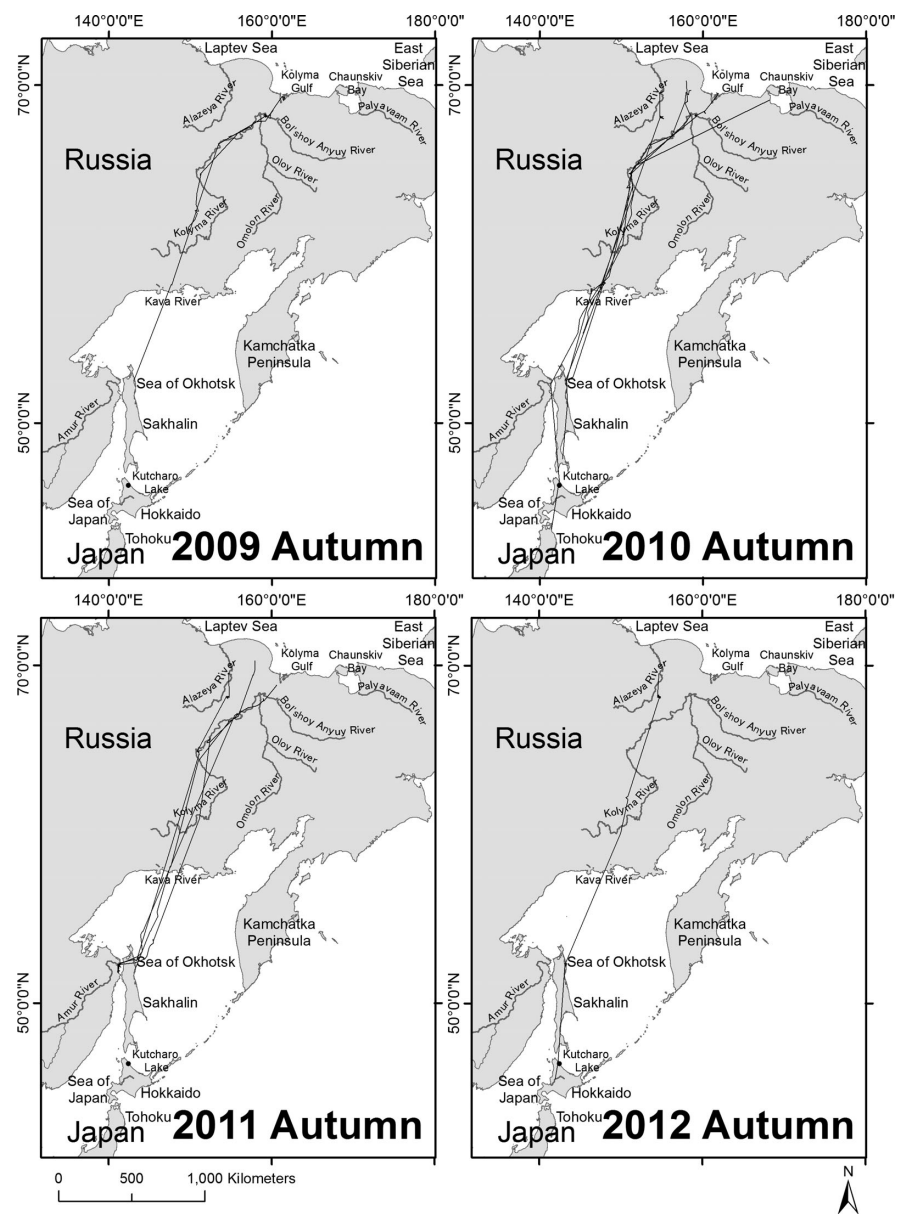 140°0'0"E 160°0'0"E 180°0'0"
140°0'0"E 160°0'0"E 180°0'0"
70°0'0"N
50°0'0"N
Laptev Sea
East
Siberian
Sea
Kolyma
Gulf
Chaunskiv
Bay
Alazeya River
Palyavaam River
Bol'shoy Anyuy River
Russia
Oloy River
Omolon River
Kolyma River
Kava River
Kamchatka
Peninsula
Sea of Okhotsk
Amur River
Sakhalin
Kutcharo
Lake
Sea of
Japan
Hokkaido
Tohoku
Japan
2009 Autumn
70°0'0"N
50°0'0"N
Laptev Sea
East
Siberian
Sea
Kolyma
Gulf
Chaunskiv
Bay
Alazeya River
Palyavaam River
Bol'shoy Anyuy River
Russia
Oloy River
Omolon River
Kolyma River
Kava River
Kamchatka
Peninsula
Sea of Okhotsk
Amur River
Sakhalin
Kutcharo
Lake
Sea of
Japan
Hokkaido
Tohoku
Japan
2010 Autumn
140°0'0"E 160°0'0"E 180°0'0"
140°0'0"E 160°0'0"E 180°0'0"
70°0'0"N
50°0'0"N
Laptev Sea
East
Siberian
Sea
Kolyma
Gulf
Chaunskiv
Bay
Alazeya River
Palyavaam River
Bol'shoy Anyuy River
Russia
Oloy River
Omolon River
Kolyma River
Kava River
Kamchatka
Peninsula
Sea of Okhotsk
Amur River
Sakhalin
Kutcharo
Lake
Sea of
Japan
Hokkaido
Tohoku
Japan
2011 Autumn
70°0'0"N
50°0'0"N
Laptev Sea
East
Siberian
Sea
Kolyma
Gulf
Chaunskiv
Bay
Alazeya River
Palyavaam River
Bol'shoy Anyuy River
Russia
Oloy River
Omolon River
Kolyma River
Kava River
Kamchatka
Peninsula
Sea of Okhotsk
Amur River
Sakhalin
Kutcharo
Lake
Sea of
Japan
Hokkaido
Tohoku
Japan
2012 Autumn
0 500 1,000 Kilometers
N